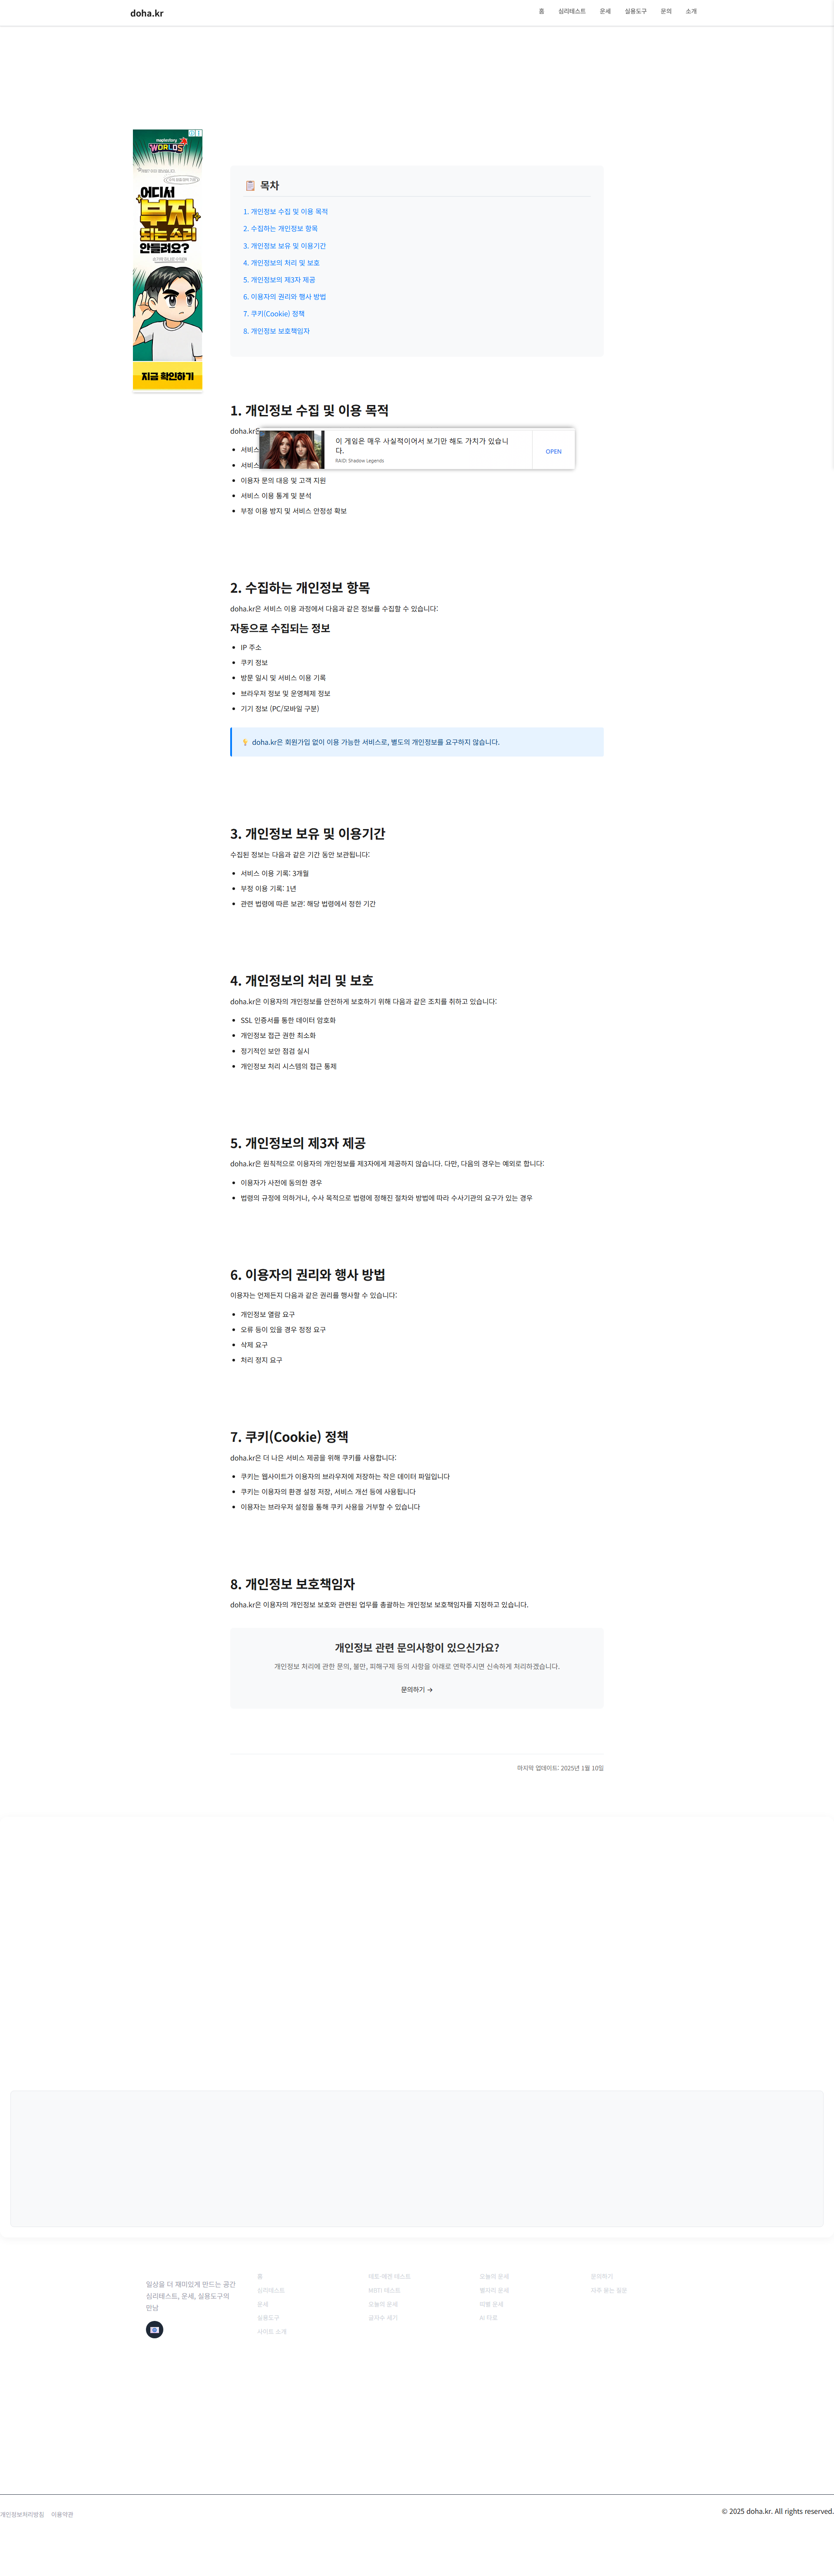 doha.kr
홈 심리테스트 운세 실용도구 문의 소개
maplestory
WORLDS
어디서
부자
되는소리
안들려요?
지금 확인하기
📋 목차
1. 개인정보 수집 및 이용 목적
2. 수집하는 개인정보 항목
3. 개인정보 보유 및 이용기간
4. 개인정보의 처리 및 보호
5. 개인정보의 제3자 제공
6. 이용자의 권리와 행사 방법
7. 쿠키(Cookie) 정책
8. 개인정보 보호책임자
1. 개인정보 수집 및 이용 목적
doha.kr은
서비스
서비스
이 게임은 매우 사실적이어서 보기만 해도 가치가 있습니
다.
RAID: Shadow Legends
OPEN
이용자 문의 대응 및 고객 지원
서비스 이용 통계 및 분석
부정 이용 방지 및 서비스 안정성 확보
2. 수집하는 개인정보 항목
doha.kr은 서비스 이용 과정에서 다음과 같은 정보를 수집할 수 있습니다:
자동으로 수집되는 정보
IP 주소
쿠키 정보
방문 일시 및 서비스 이용 기록
브라우저 정보 및 운영체제 정보
기기 정보 (PC/모바일 구분)
💡 doha.kr은 회원가입 없이 이용 가능한 서비스로, 별도의 개인정보를 요구하지 않습니다.
3. 개인정보 보유 및 이용기간
수집된 정보는 다음과 같은 기간 동안 보관됩니다:
서비스 이용 기록: 3개월
부정 이용 기록: 1년
관련 법령에 따른 보관: 해당 법령에서 정한 기간
4. 개인정보의 처리 및 보호
doha.kr은 이용자의 개인정보를 안전하게 보호하기 위해 다음과 같은 조치를 취하고 있습니다:
SSL 인증서를 통한 데이터 암호화
개인정보 접근 권한 최소화
정기적인 보안 점검 실시
개인정보 처리 시스템의 접근 통제
5. 개인정보의 제3자 제공
doha.kr은 원칙적으로 이용자의 개인정보를 제3자에게 제공하지 않습니다. 다만, 다음의 경우는 예외로 합니다:
이용자가 사전에 동의한 경우
법령의 규정에 의하거나, 수사 목적으로 법령에 정해진 절차와 방법에 따라 수사기관의 요구가 있는 경우
6. 이용자의 권리와 행사 방법
이용자는 언제든지 다음과 같은 권리를 행사할 수 있습니다:
개인정보 열람 요구
오류 등이 있을 경우 정정 요구
삭제 요구
처리 정지 요구
7. 쿠키(Cookie) 정책
doha.kr은 더 나은 서비스 제공을 위해 쿠키를 사용합니다:
쿠키는 웹사이트가 이용자의 브라우저에 저장하는 작은 데이터 파일입니다
쿠키는 이용자의 환경 설정 저장, 서비스 개선 등에 사용됩니다
이용자는 브라우저 설정을 통해 쿠키 사용을 거부할 수 있습니다
8. 개인정보 보호책임자
doha.kr은 이용자의 개인정보 보호와 관련된 업무를 총괄하는 개인정보 보호책임자를 지정하고 있습니다.
개인정보 관련 문의사항이 있으신가요?
개인정보 처리에 관한 문의, 불만, 피해구제 등의 사항을 아래로 연락주시면 신속하게 처리하겠습니다.
문의하기 →
마지막 업데이트: 2025년 1월 10일
일상을 더 재미있게 만드는 공간
심리테스트, 운세, 실용도구의
만남
홈
심리테스트
운세
실용도구
사이트 소개
테토-에겐 테스트
MBTI 테스트
오늘의 운세
글자수 세기
오늘의 운세
별자리 운세
띠별 운세
AI 타로
문의하기
자주 묻는 질문
개인정보처리방침 이용약관
© 2025 doha.kr. All rights reserved.